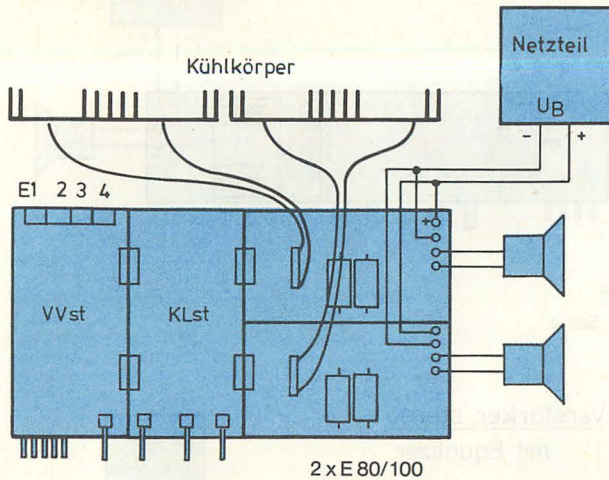 Netzteil
UB
- +
Kühlkörper
E1 2 3 4
+
VVst
KLst
2 x E 80/100